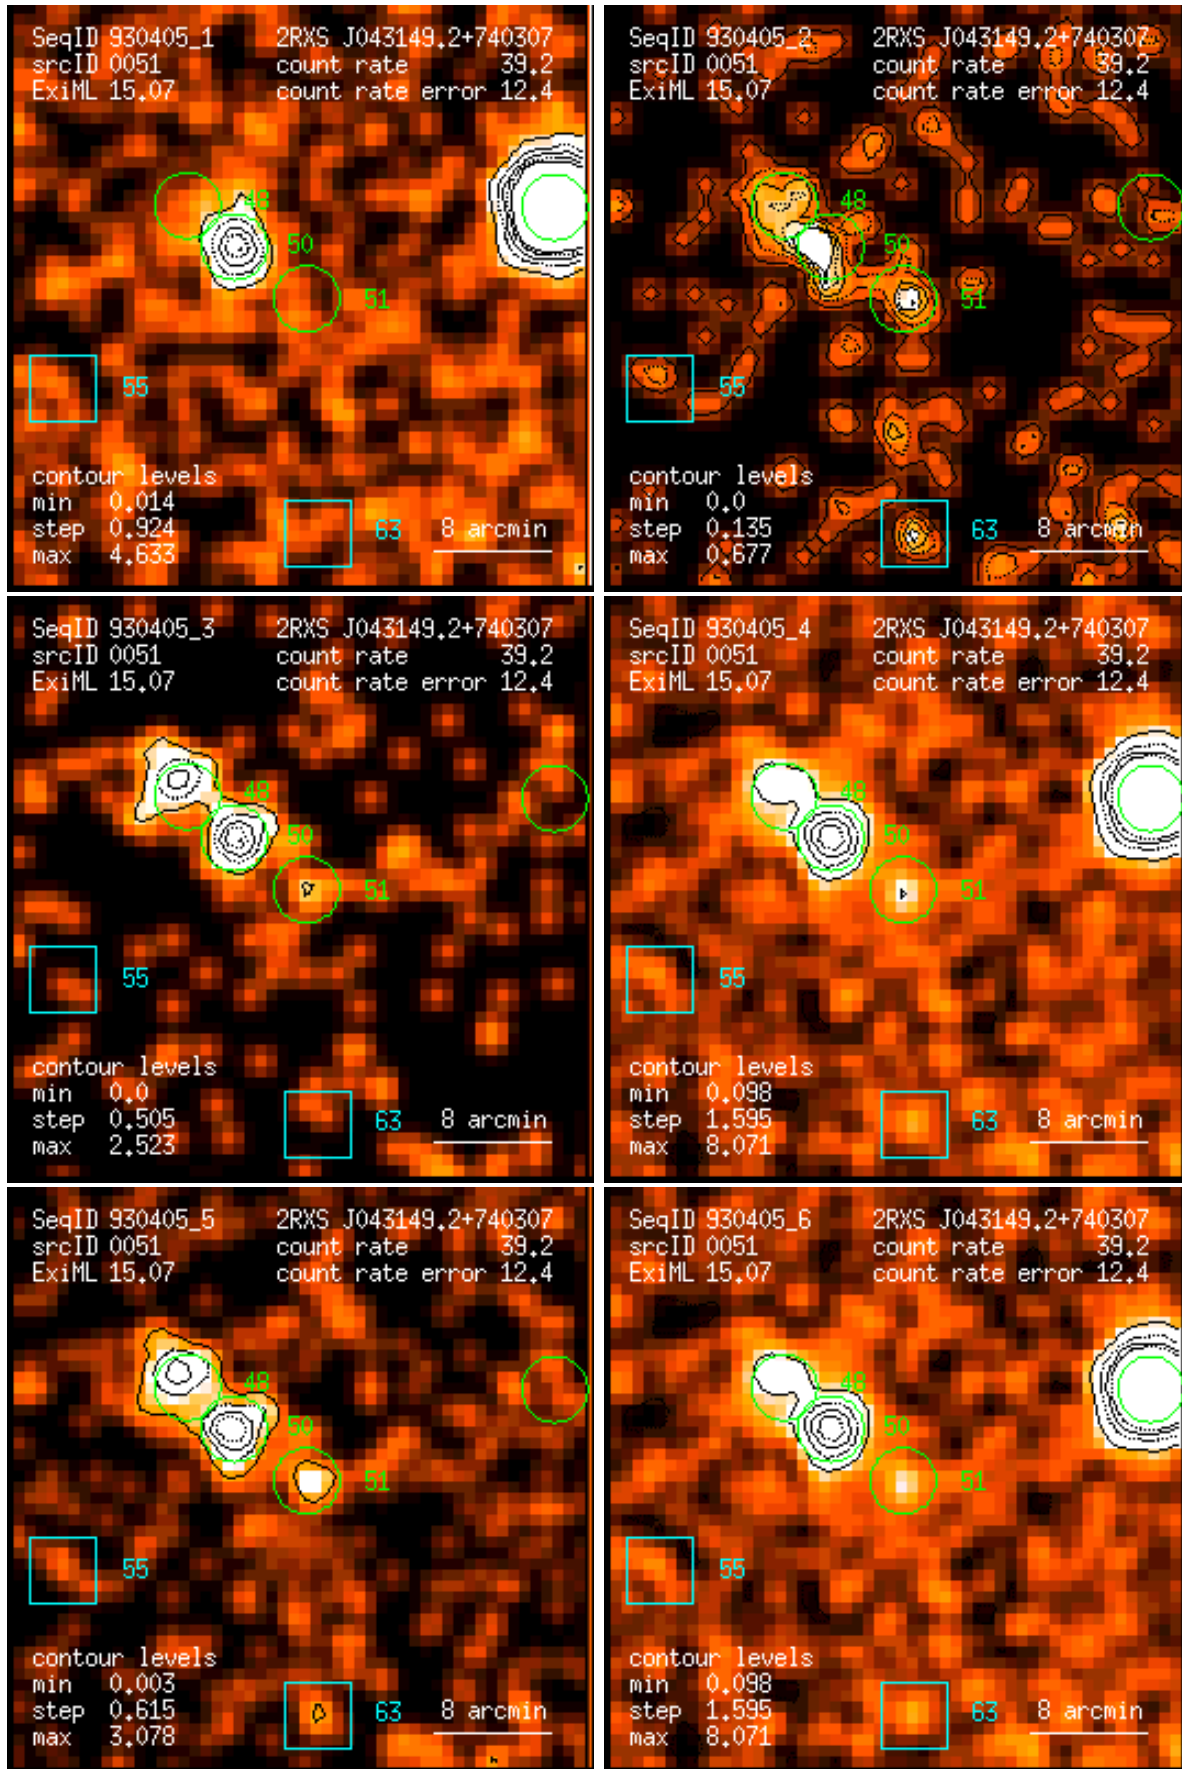 SeqID 930405_1 2RXS J043149.2+740307
srcID 0051 count rate 39.2
ExiML 15.07 count rate error 12.4
48
50
51
55
contour levels
min 0.014
step 0.924 63 8 arcmin
max 4.633
SeqID 930405_2 2RXS J043149.2+740307
srcID 0051 count rate 39.2
ExiML 15.07 count rate error 12.4
48
50
51
55
contour levels
min 0.0
step 0.135 63 8 arcmin
max 0.677
SeqID 930405_3 2RXS J043149.2+740307
srcID 0051 count rate 39.2
ExiML 15.07 count rate error 12.4
48
50
51
55
contour levels
min 0.0
step 0.505 63 8 arcmin
max 2.523
SeqID 930405_4 2RXS J043149.2+740307
srcID 0051 count rate 39.2
ExiML 15.07 count rate error 12.4
48
50
51
55
contour levels
min 0.098
step 1.595 63 8 arcmin
max 8.071
SeqID 930405_5 2RXS J043149.2+740307
srcID 0051 count rate 39.2
ExiML 15.07 count rate error 12.4
48
50
51
55
contour levels
min 0.003
step 0.615 63 8 arcmin
max 3.078
SeqID 930405_6 2RXS J043149.2+740307
srcID 0051 count rate 39.2
ExiML 15.07 count rate error 12.4
48
50
51
55
contour levels
min 0.098
step 1.595 63 8 arcmin
max 8.071